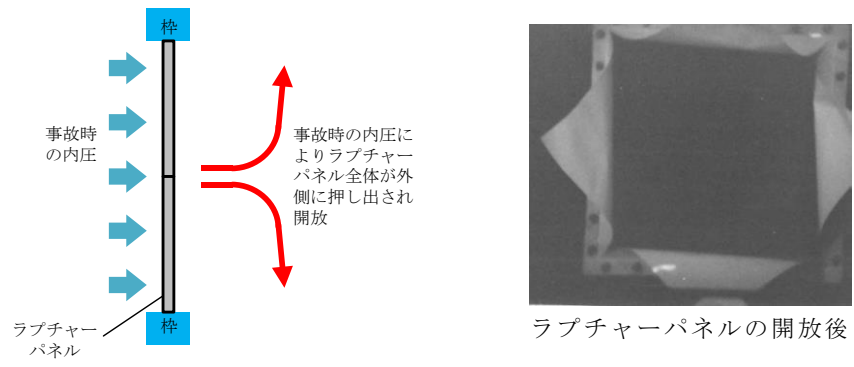 枠
事故時
の内圧
事故時の内圧に
よりラプチャー
パネル全体が外
側に押し出され
開放
ラプチャー
パネル
枠
ラプチャーパネルの開放後